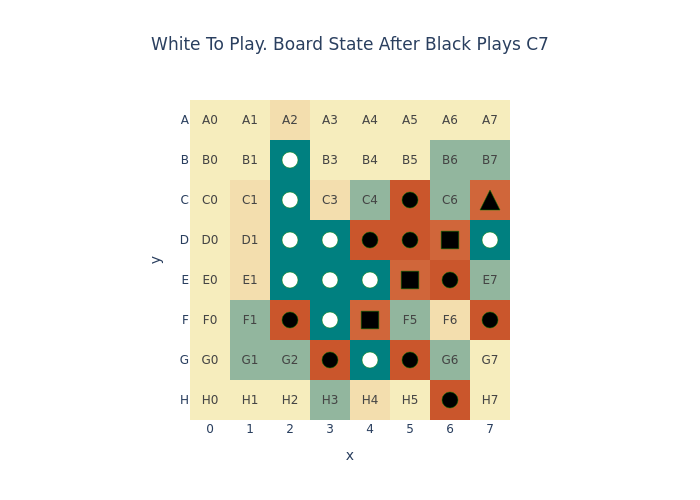 White To Play. Board State After Black Plays C7
A A0 A1 A2 A3 A4 A5 A6 A7
B B0 B1 B3 B4 B5 B6 B7
C C0 C1 C3 C4 C6
D D0 D1
y
E E0 E1 E7
F F0 F1 F5 F6
G G0 G1 G2 G6 G7
H H0 H1 H2 H3 H4 H5 H7
0 1 2 3 4 5 6 7
x